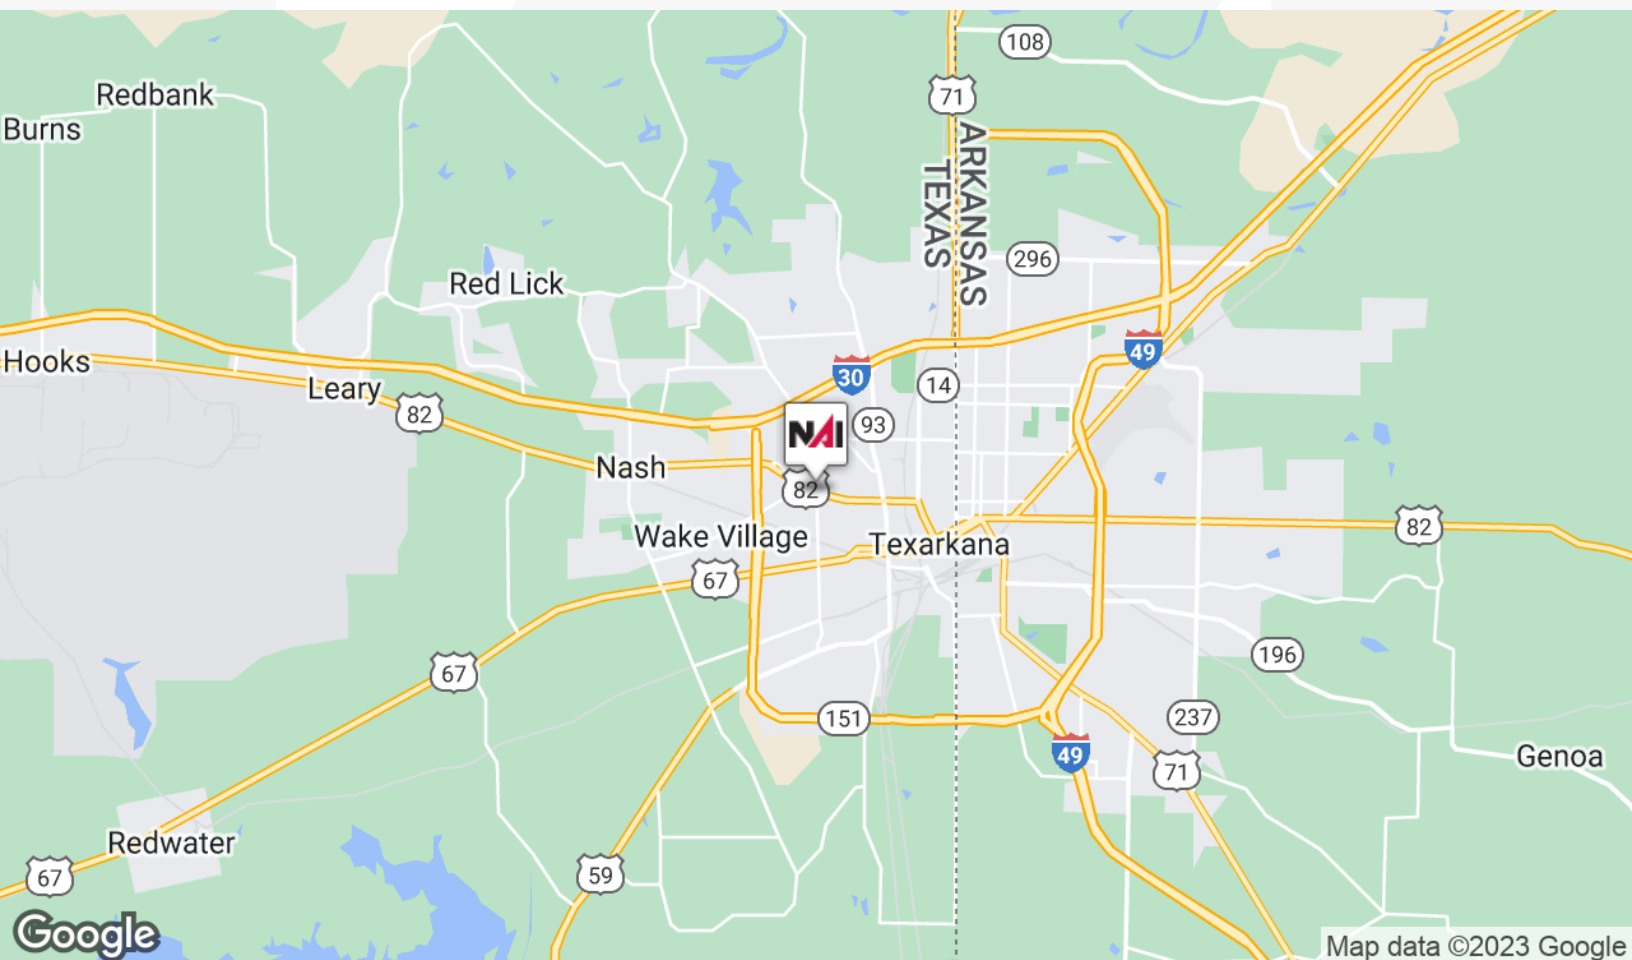 108
Redbank
71
Burns
ARKANSAS
TEXAS
296
Red Lick
49
Hooks
30
14
Leary
82
93
NAI
Nash
82
82
Wake Village
Texarkana
67
196
67
151
237
49
Genoa
71
Redwater
67
59
Google
Map data ©2023 Google